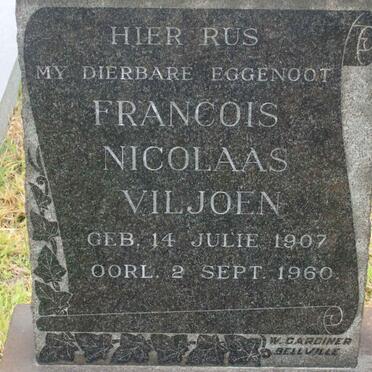 HIER RUS
MY DIERBARE EGGENOOT
FRANCOIS
NICOLAAS
VILJOEN
GEB. 14 JULIE 1907
OORL. 2 SEPT. 1960.
W. GARDINER
BELLVILLE